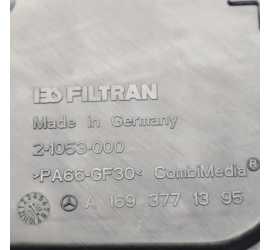 IBS FILTRAN
Made in Germany
2-1053-000
>PA66-GF30< CombiMedia®
A 169 377 13 95